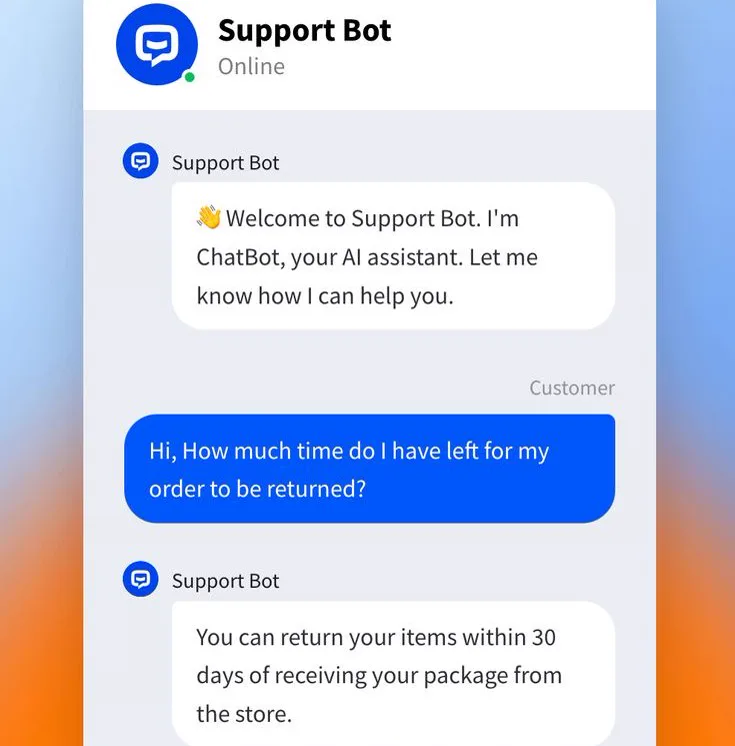 Support Bot
Online
Support Bot
👋 Welcome to Support Bot. I'm
ChatBot, your AI assistant. Let me
know how I can help you.
Customer
Hi, How much time do I have left for my
order to be returned?
Support Bot
You can return your items within 30
days of receiving your package from
the store.